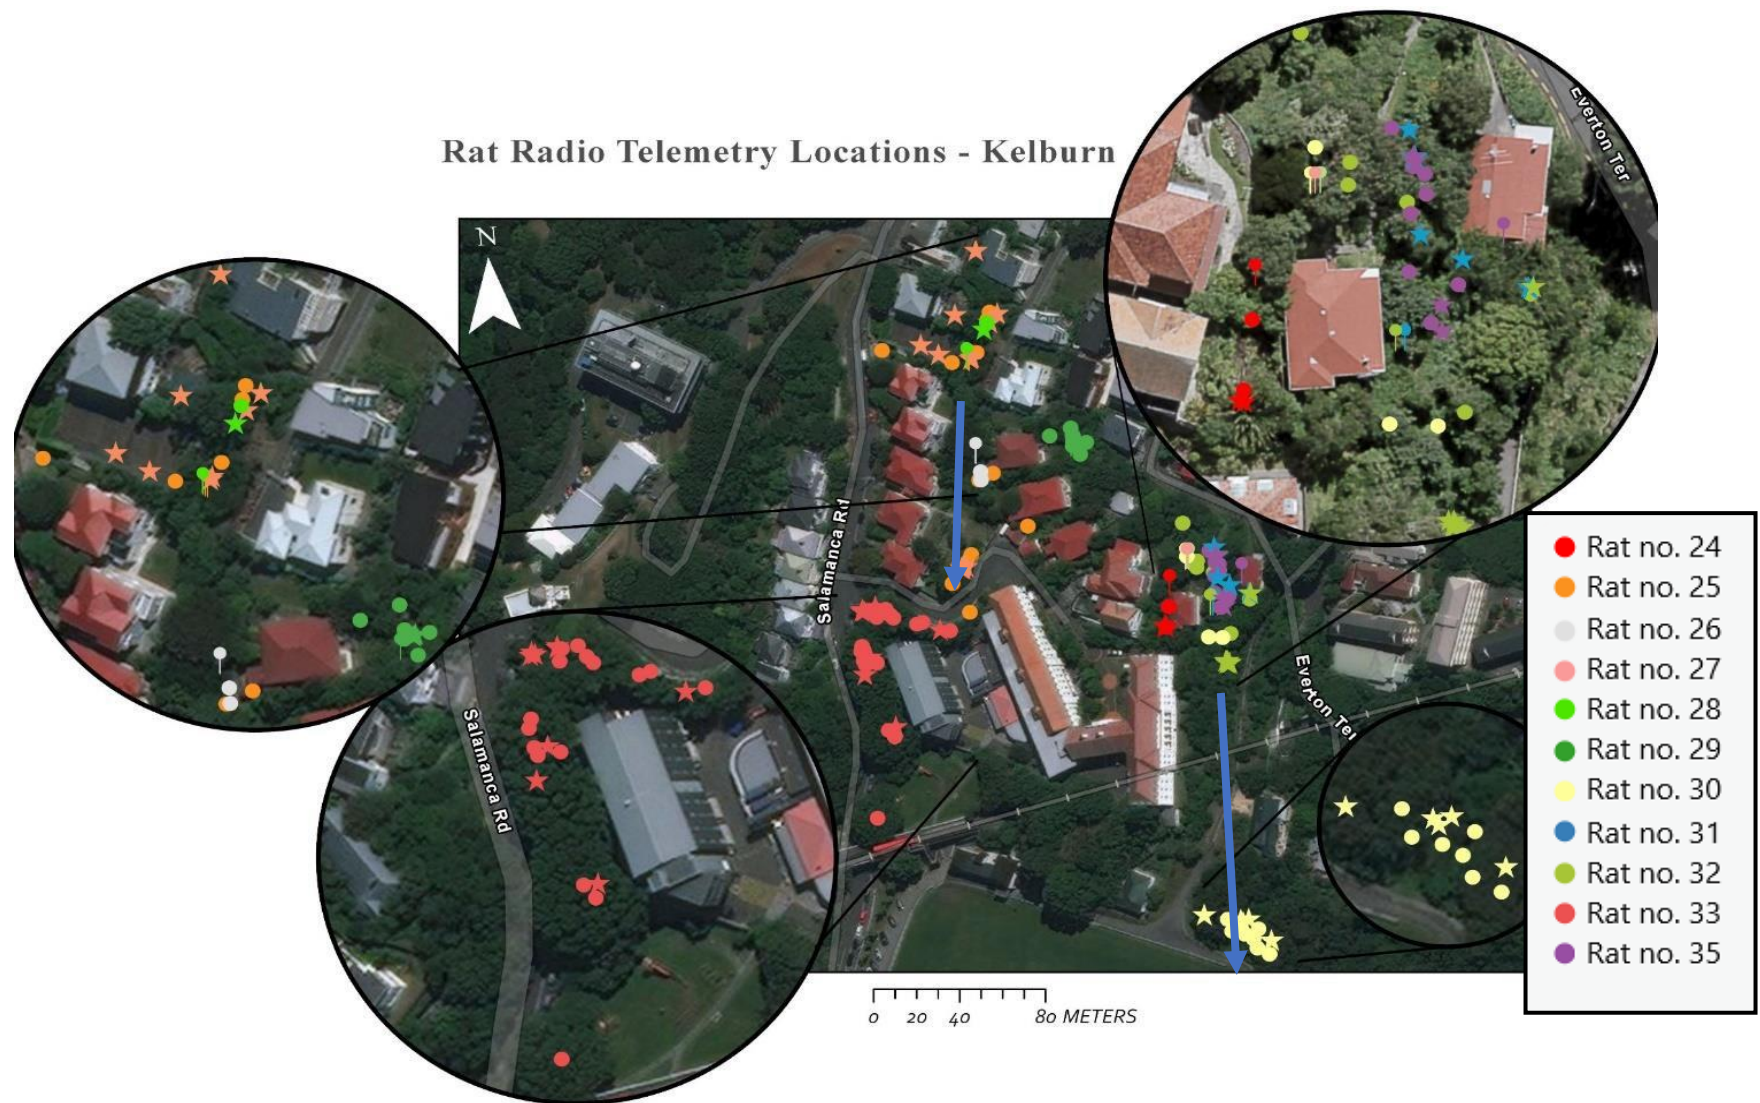 Rat Radio Telemetry Locations - Kelburn
Everton Ter
N
Salamanca Rd
Everton Ter
Salamanca Rd
Rat no. 24
Rat no. 25
Rat no. 26
Rat no. 27
Rat no. 28
Rat no. 29
Rat no. 30
Rat no. 31
Rat no. 32
Rat no. 33
Rat no. 35
0 20 40 80 METERS